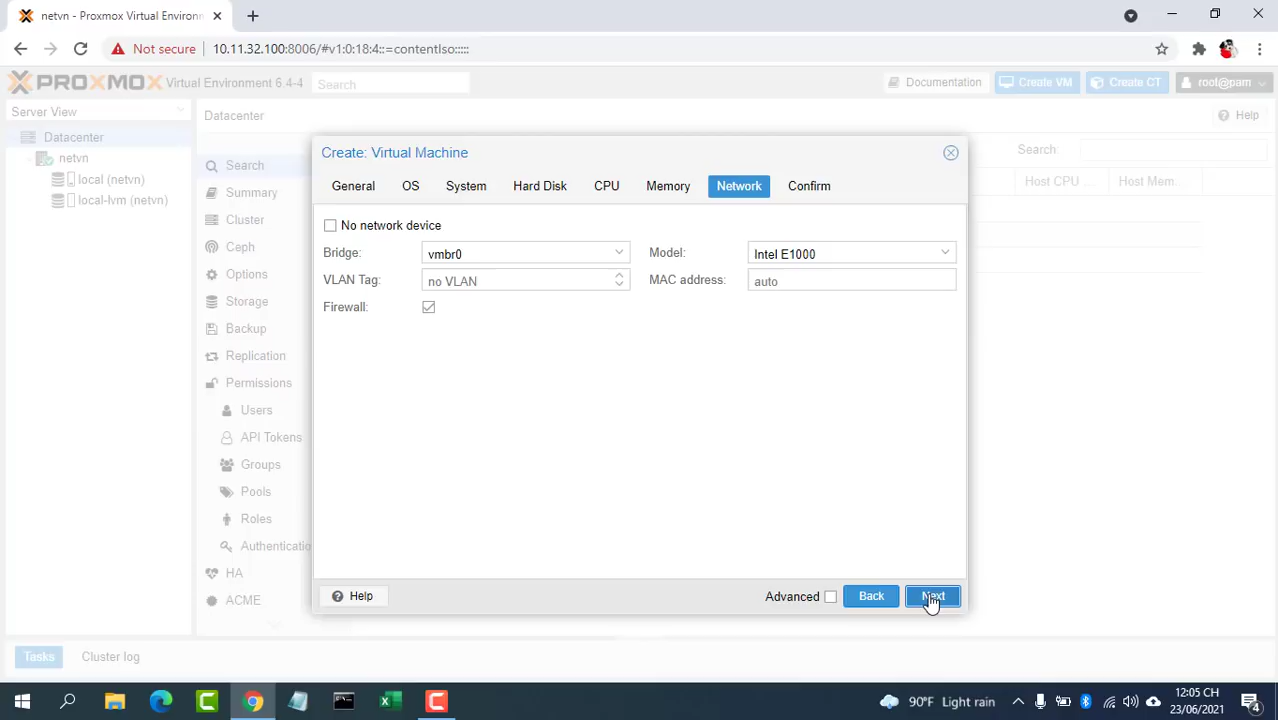 netvn - Proxmox Virtual Environm
Not secure
10.11.32.100:8006/#v1:0:18:4::=contentIso:::::
PROXMOX Virtual Environment 6.4-4
Search
Documentation
Create VM
Create CT
root@pam
Server View
Datacenter
netvn
local (netvn)
local-lvm (netvn)
Datacenter
Help
Search:
Host CPU ...
Host Mem...
Search
Summary
Cluster
Ceph
Options
Storage
Backup
Replication
Permissions
Users
API Tokens
Groups
Pools
Roles
Authenticatio
HA
ACME
Create: Virtual Machine
General
OS
System
Hard Disk
CPU
Memory
Network
Confirm
No network device
Bridge:
vmbr0
Model:
Intel E1000
VLAN Tag:
no VLAN
MAC address:
auto
Firewall:
Help
Advanced
Back
Next
Tasks
Cluster log
90°F Light rain
12:05 CH
23/06/2021
4